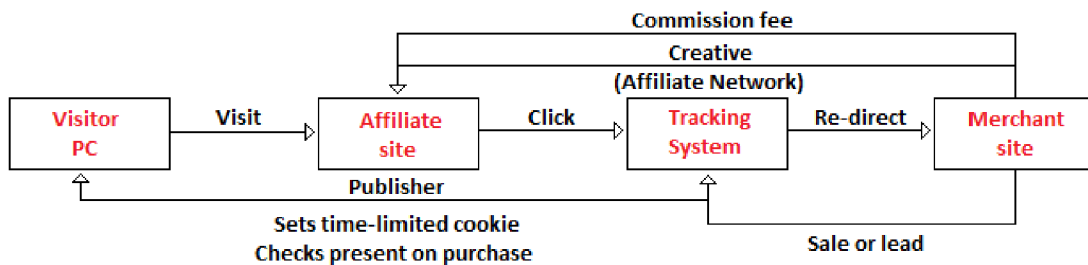 Commission fee
Creative
(Affiliate Network)
Visitor
PC
Visit
Affiliate
site
Click
Tracking
System
Re-direct
Merchant
site
Publisher
Sets time-limited cookie
Checks present on purchase
Sale or lead